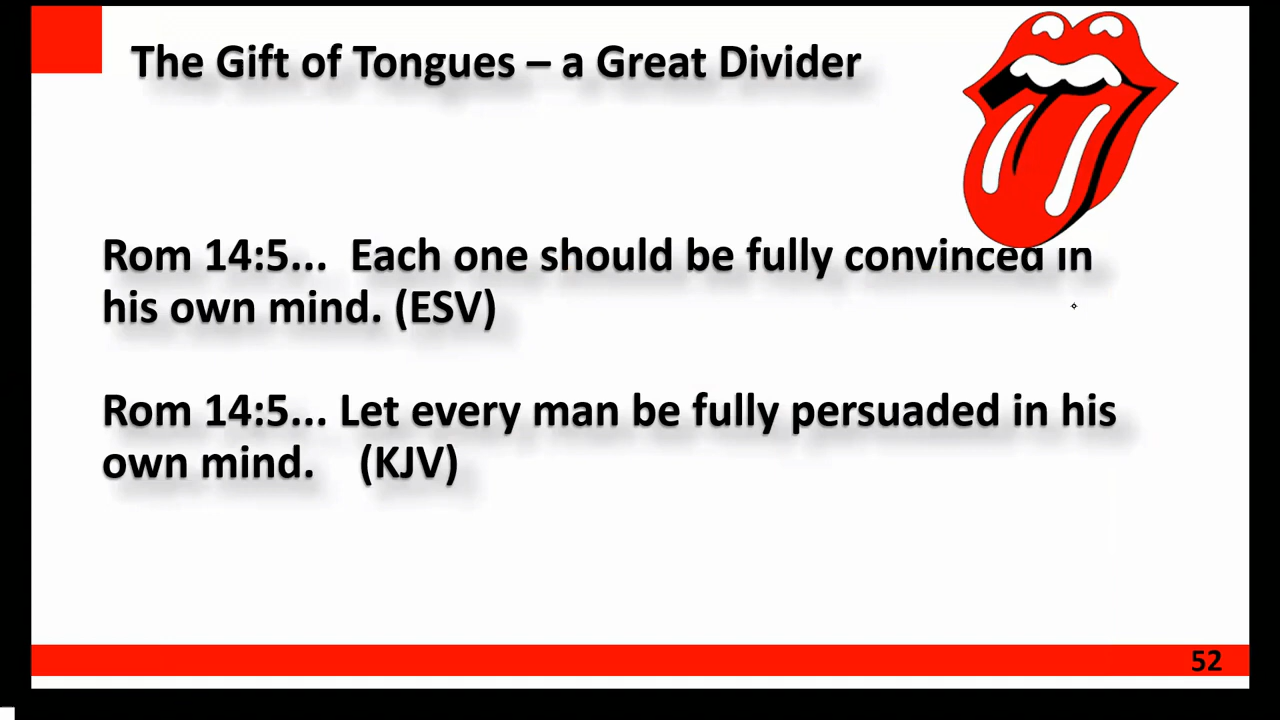 The Gift of Tongues – a Great Divider
Rom 14:5...  Each one should be fully convinced in
his own mind. (ESV)
Rom 14:5... Let every man be fully persuaded in his
own mind.    (KJV)
52